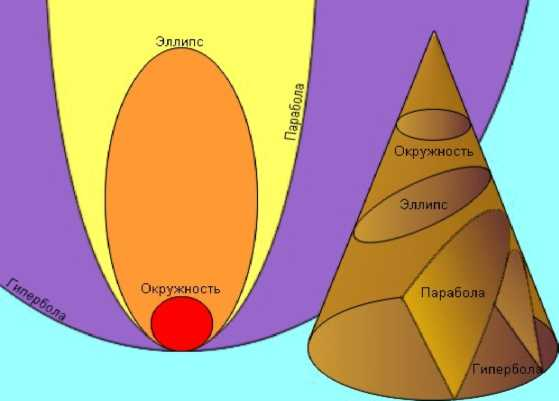 Эллипс
Парабола
Окружность
Гипербола
Окружность
Эллипс
Парабола
Гипербола